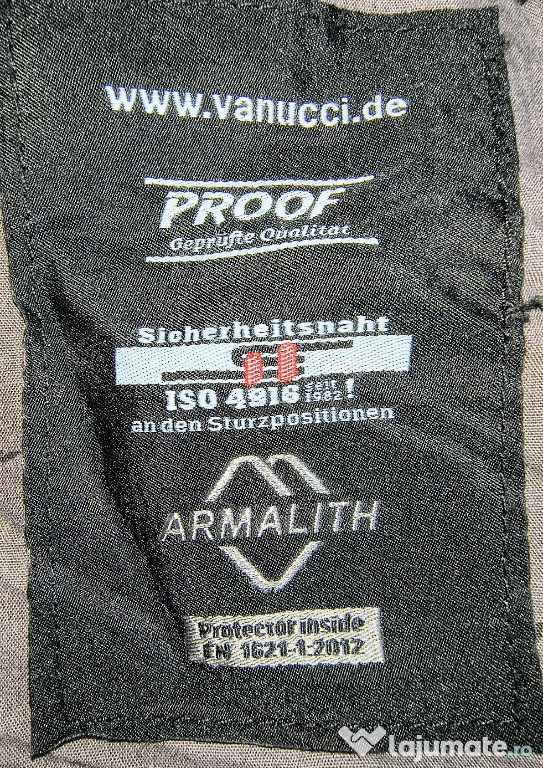 www.vanucci.de
PROOF
Geprüfte Qualität
Sicherheitsnaht
ISO 4916 seit 1982!
an den Sturzpositionen
ARMALITH
Protector inside
EN 1621-1:2012
lajumate.ro